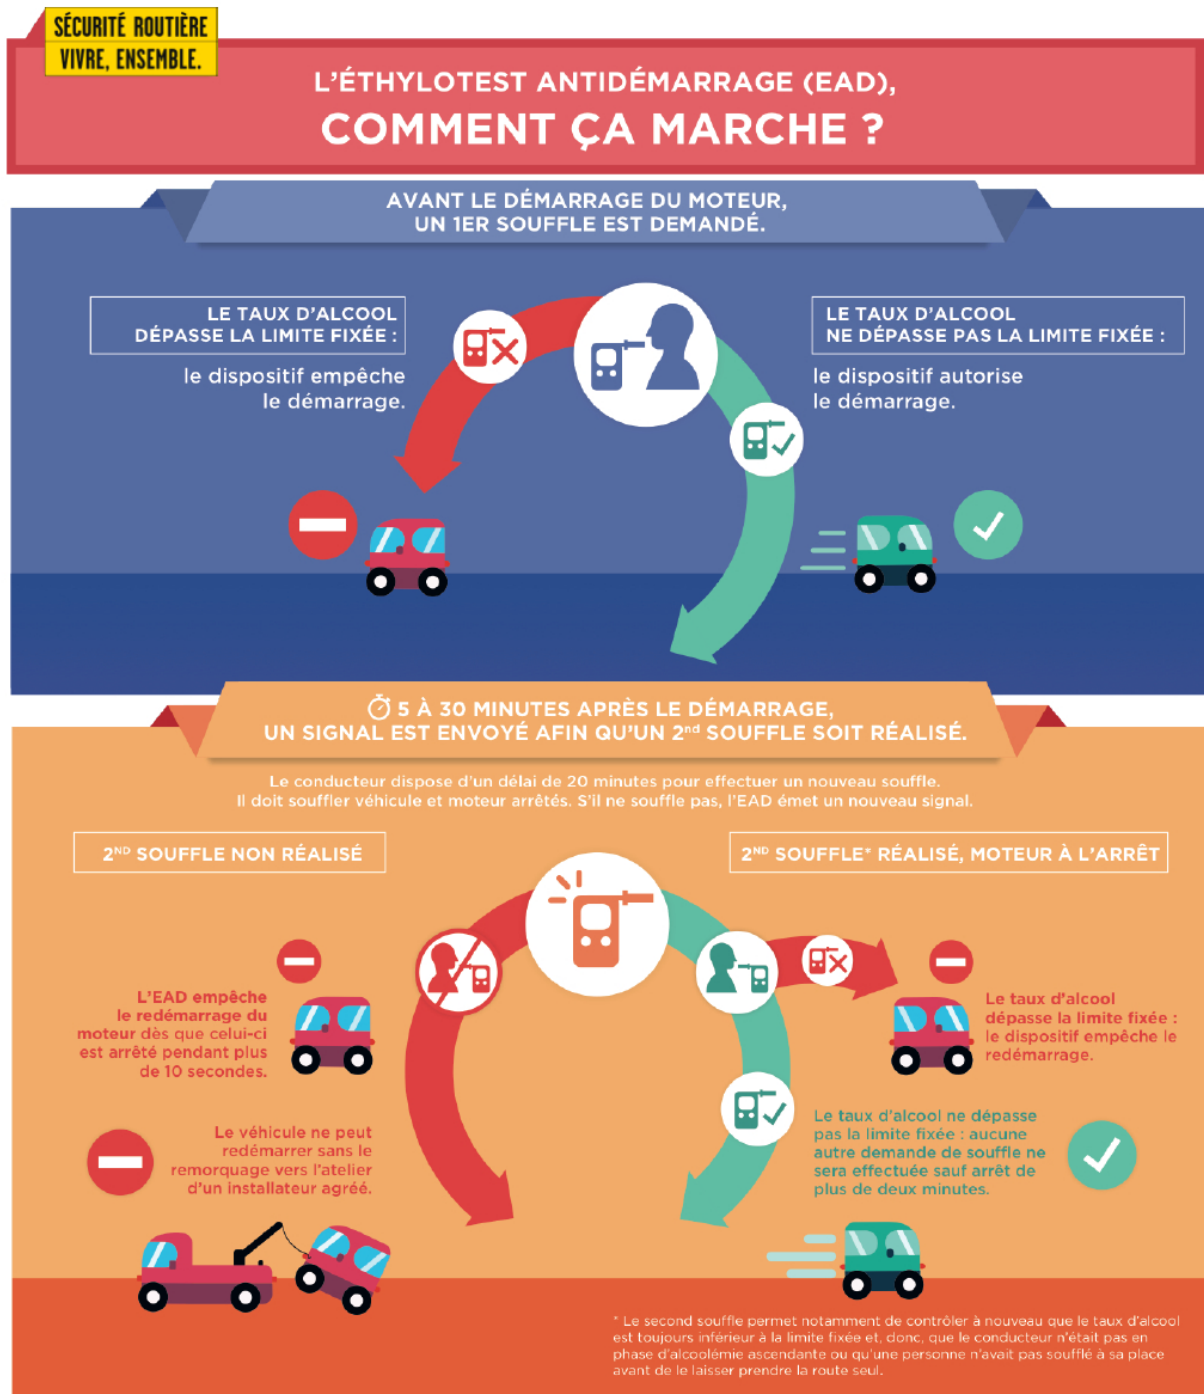 SÉCURITÉ ROUTIÈRE
VIVRE, ENSEMBLE.
L'ÉTHYLOTEST ANTIDÉMARRAGE (EAD),
COMMENT ÇA MARCHE ?
AVANT LE DÉMARRAGE DU MOTEUR,
UN 1ER SOUFFLE EST DEMANDÉ.
LE TAUX D'ALCOOL
DÉPASSE LA LIMITE FIXÉE :
le dispositif empêche
le démarrage.
LE TAUX D'ALCOOL
NE DÉPASSE PAS LA LIMITE FIXÉE :
le dispositif autorise
le démarrage.
5 À 30 MINUTES APRÈS LE DÉMARRAGE,
UN SIGNAL EST ENVOYÉ AFIN QU'UN 2nd SOUFFLE SOIT RÉALISÉ.
Le conducteur dispose d'un délai de 20 minutes pour effectuer un nouveau souffle.
Il doit souffler véhicule et moteur arrêtés. S'il ne souffle pas, l'EAD émet un nouveau signal.
2ND SOUFFLE NON RÉALISÉ
L'EAD empêche
le redémarrage du
moteur dès que celui-ci
est arrêté pendant plus
de 10 secondes.
Le véhicule ne peut
redémarrer sans le
remorquage vers l'atelier
d'un installateur agréé.
2ND SOUFFLE* RÉALISÉ, MOTEUR À L'ARRÊT
Le taux d'alcool
dépasse la limite fixée :
le dispositif empêche le
redémarrage.
Le taux d'alcool ne dépasse
pas la limite fixée : aucune
autre demande de souffle ne
sera effectuée sauf arrêt de
plus de deux minutes.
* Le second souffle permet notamment de contrôler à nouveau que le taux d'alcool
est toujours inférieur à la limite fixée et, donc, que le conducteur n'était pas en
phase d'alcoolémie ascendante ou qu'une personne n'avait pas soufflé à sa place
avant de le laisser prendre la route seul.